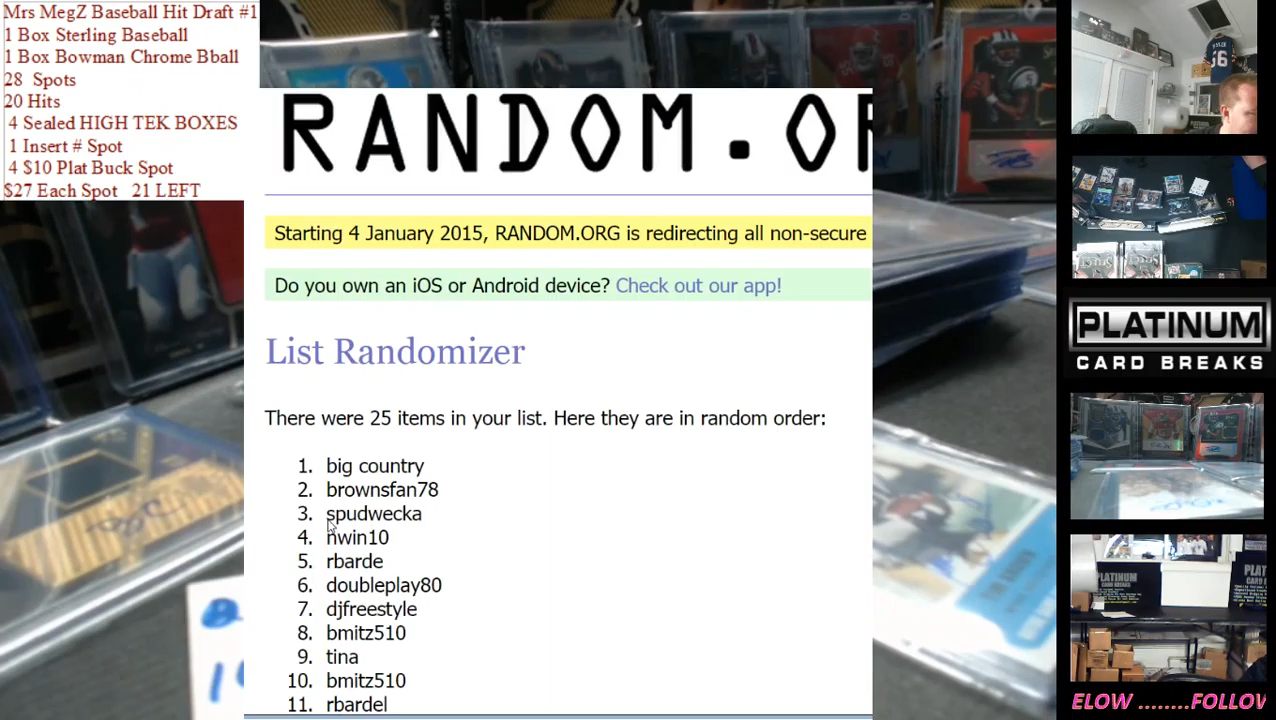 Mrs MegZ Baseball Hit Draft #1
1 Box Sterling Baseball
1 Box Bowman Chrome Bball
28 Spots
20 Hits
4 Sealed HIGH TEK BOXES
1 Insert # Spot
4 $10 Plat Buck Spot
$27 Each Spot 21 LEFT
RANDOM.OR
Starting 4 January 2015, RANDOM.ORG is redirecting all non-secure
Do you own an iOS or Android device? Check out our app!
List Randomizer
There were 25 items in your list. Here they are in random order:
1. big country
2. brownsfan78
3. spudwecka
4. nwin10
5. rbarde
6. doubleplay80
7. djfreestyle
8. bmitz510
9. tina
10. bmitz510
11. rbardel
56
PLATINUM
CARD BREAKS
ELOW ........FOLLOW